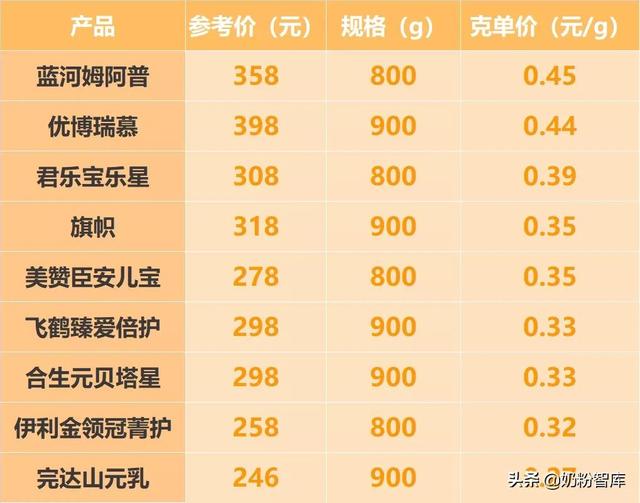 产品 参考价（元） 规格（g） 克单价（元/g）
蓝河姆阿普 358 800 0.45
优博瑞慕 398 900 0.44
君乐宝乐星 308 800 0.39
旗帜 318 900 0.35
美赞臣安儿宝 278 800 0.35
飞鹤臻爱倍护 298 900 0.33
合生元贝塔星 298 900 0.33
伊利金领冠菁护 258 800 0.32
完达山元乳 246 900 0.27
头条 @奶粉智库